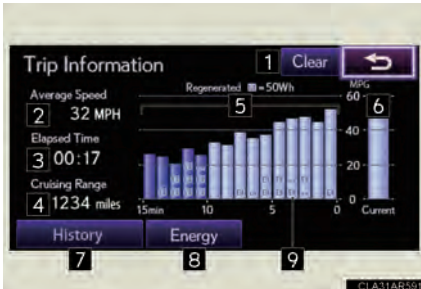 Trip Information
1 Clear
Average Speed
2 32 MPH
Regenerated =50Wh
MPG
5
60
6
Elapsed Time
3 00:17
40
Cruising Range
4 1234 miles
20
0
15min 10 5 0 Current
History Energy
7 8 9
CLA31AR591